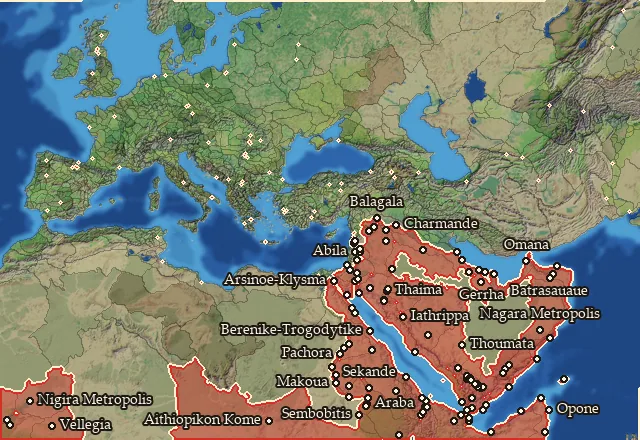 Balagala
Charmande
Abila
Omana
Arsinoe-Klysma
Thaima
Gerrha
Batrasauaue
Iathrippa
Nagara Metropolis
Berenike-Trogodytike
Pachora
Thoumata
Sekande
Makoua
Nigira Metropolis
Araba
Opone
Sembobitis
Aithiopikon Kome
Vellegia